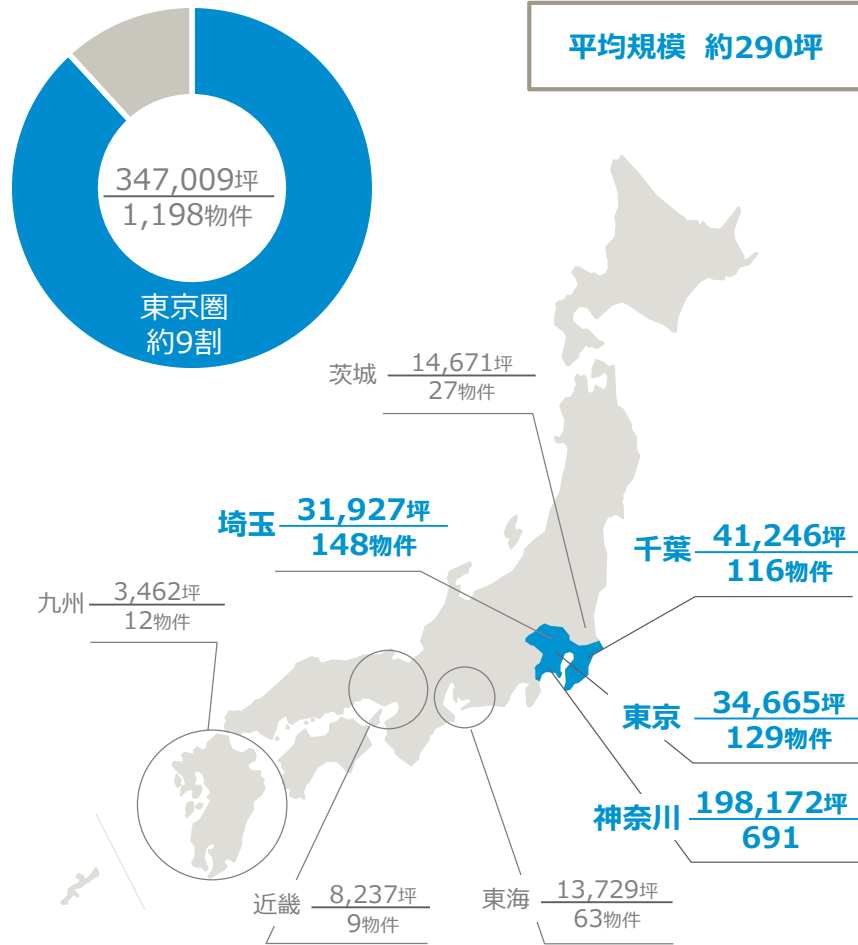 平均規模 約290坪
347,009坪
1,198物件
東京圏
約9割
茨城
14,671坪
27物件
埼玉
31,927坪
148物件
千葉
41,246坪
116物件
九州
3,462坪
12物件
東京
34,665坪
129物件
神奈川
198,172坪
691
近畿
8,237坪
9物件
東海
13,729坪
63物件